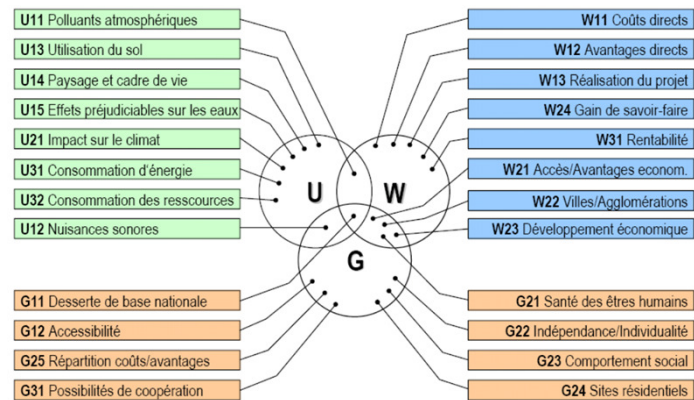 U11 Polluants atmosphériques
U13 Utilisation du sol
U14 Paysage et cadre de vie
U15 Effets préjudiciables sur les eaux
U21 Impact sur le climat
U31 Consommation d'énergie
U32 Consommation des resscources
U12 Nuisances sonores
W11 Coûts directs
W12 Avantages directs
W13 Réalisation du projet
W24 Gain de savoir-faire
W31 Rentabilité
W21 Accès/Avantages econom.
W22 Villes/Agglomérations
W23 Développement économique
U
W
G
G11 Desserte de base nationale
G12 Accessibilité
G25 Répartition coûts/avantages
G31 Possibilités de coopération
G21 Santé des êtres humains
G22 Indépendance/Individualité
G23 Comportement social
G24 Sites résidentiels